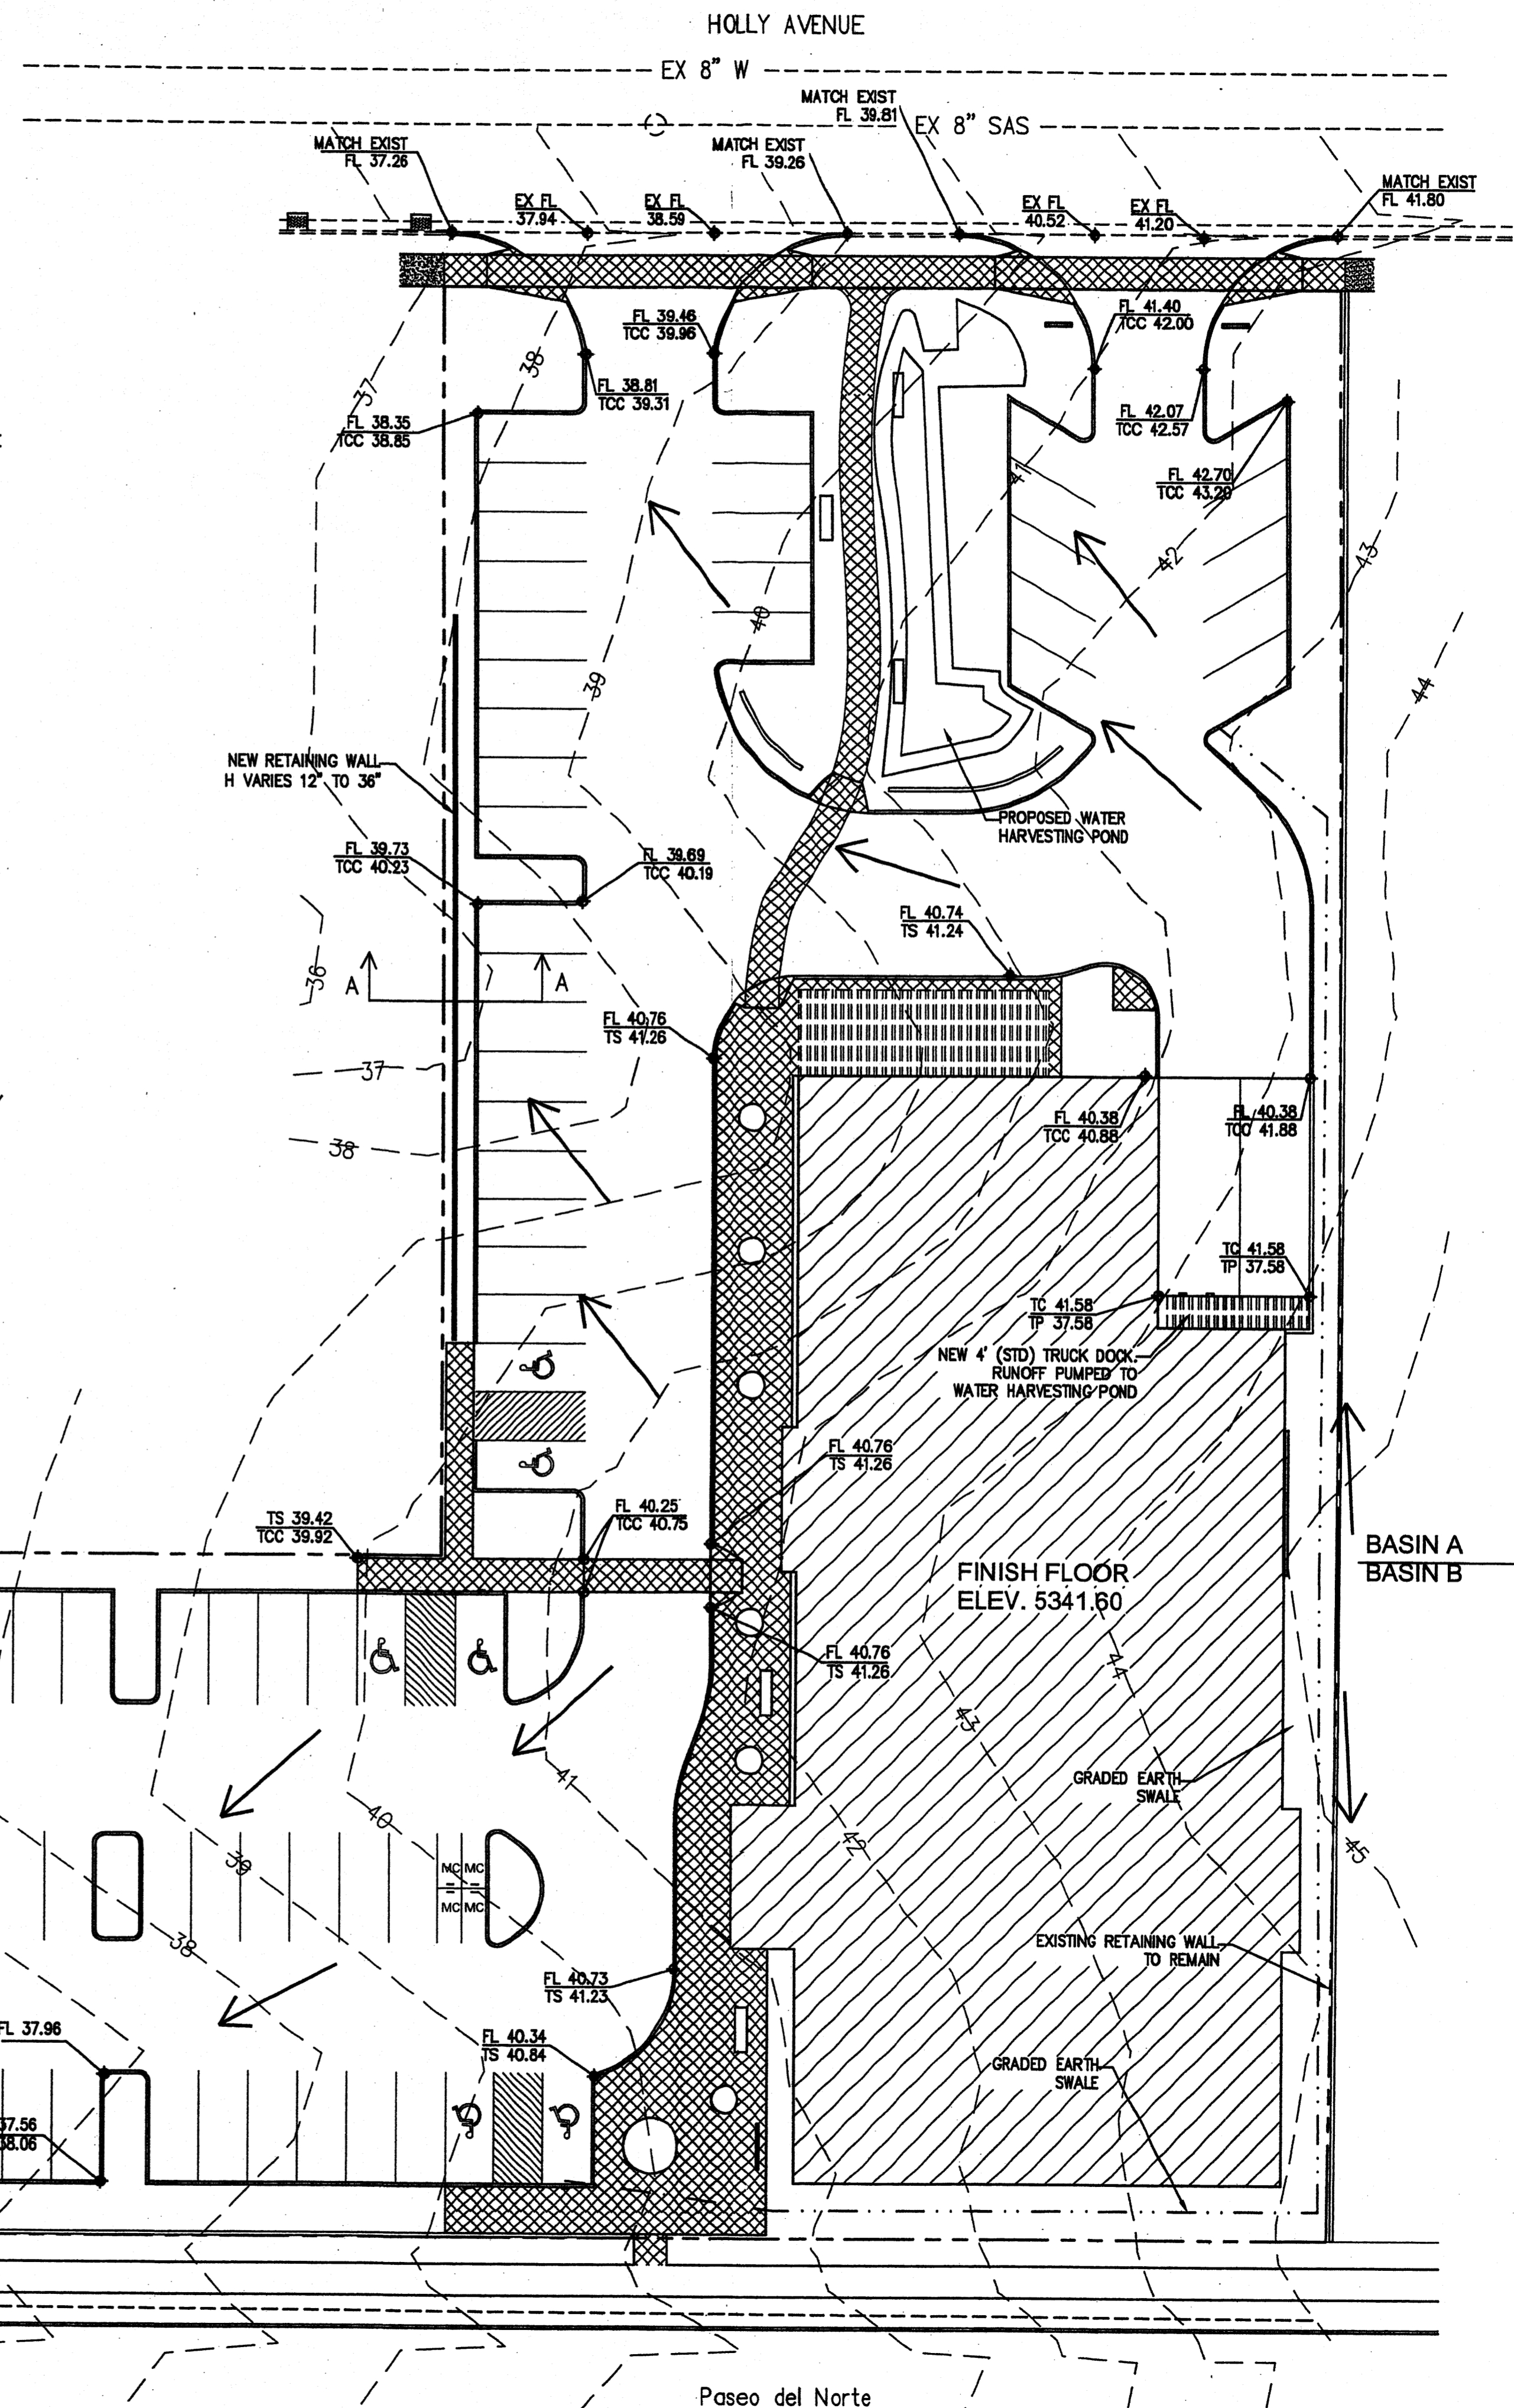 HOLLY AVENUE
EX 8" W
MATCH EXIST
FL 39.81
EX 8" SAS
MATCH EXIST
FL 37.26
MATCH EXIST
FL 39.26
MATCH EXIST
FL 41.80
EX FL
37.94
EX FL
38.59
EX FL
40.52
EX FL
41.20
FL 39.46
TCC 39.96
FL 41.40
TCC 42.00
38
37
FL 38.81
TCC 39.31
FL 38.35
TCC 38.85
FL 42.07
TCC 42.57
FL 42.70
TCC 43.20
41
42
43
40
39
44
NEW RETAINING WALL
H VARIES 12" TO 36"
PROPOSED WATER
HARVESTING POND
FL 39.73
TCC 40.23
FL 39.69
TCC 40.19
FL 40.74
TS 41.24
36
A
A
FL 40.76
TS 41.26
37
38
FL 40.38
TCC 40.88
FL 40.38
TCC 41.88
TC 41.58
TP 37.58
TC 41.58
TP 37.58
NEW 4' (STD) TRUCK DOCK.
RUNOFF PUMPED TO
WATER HARVESTING POND
FL 40.76
TS 41.26
TS 39.42
TCC 39.92
FL 40.25
TCC 40.75
BASIN A
BASIN B
FINISH FLOOR
ELEV. 5341.60
FL 40.76
TS 41.26
44
43
41
GRADED EARTH
SWALE
40
42
45
39
MC MC
MC MC
38
EXISTING RETAINING WALL
TO REMAIN
FL 40.73
TS 41.23
FL 37.96
FL 40.34
TS 40.84
GRADED EARTH
SWALE
37.56
38.06
Paseo del Norte